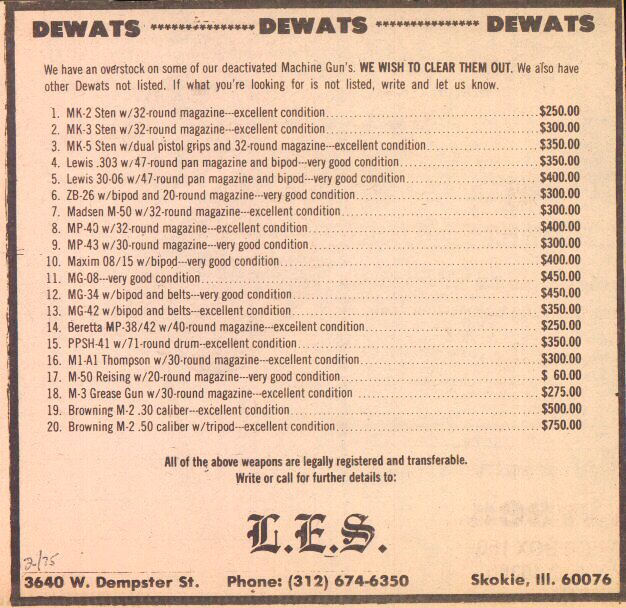 DEWATS ************** DEWATS ************** DEWATS
We have an overstock on some of our deactivated Machine Gun's. WE WISH TO CLEAR THEM OUT. We also have
other Dewats not listed. If what you're looking for is not listed, write and let us know.
1. MK-2 Sten w/32-round magazine---excellent condition $250.00
2. MK-3 Sten w/32-round magazine---excellent condition $300.00
3. MK-5 Sten w/dual pistol grips and 32-round magazine---excellent condition $350.00
4. Lewis .303 w/47-round pan magazine and bipod---very good condition $350.00
5. Lewis 30-06 w/47-round pan magazine and bipod---very good condition $400.00
6. ZB-26 w/bipod and 20-round magazine---very good condition $300.00
7. Madsen M-50 w/32-round magazine---excellent condition $300.00
8. MP-40 w/32-round magazine---excellent condition $400.00
9. MP-43 w/30-round magazine---very good condition $300.00
10. Maxim 08/15 w/bipod---very good condition $400.00
11. MG-08---very good condition $450.00
12. MG-34 w/bipod and belts---very good condition $450.00
13. MG-42 w/bipod and belts---excellent condition $350.00
14. Beretta MP-38/42 w/40-round magazine---excellent condition $250.00
15. PPSH-41 w/71-round drum--excellent condition $350.00
16. M1-A1 Thompson w/30-round magazine---excellent condition $300.00
17. M-50 Reising w/20-round magazine---very good condition $ 60.00
18. M-3 Grease Gun w/30-round magazine---excellent condition $275.00
19. Browning M-2 .30 caliber---excellent condition $500.00
20. Browning M-2 .50 caliber w/tripod---excellent condition $750.00
All of the above weapons are legally registered and transferable.
Write or call for further details to:
L.E.S.
2/75
3640 W. Dempster St. Phone: (312) 674-6350 Skokie, Ill. 60076